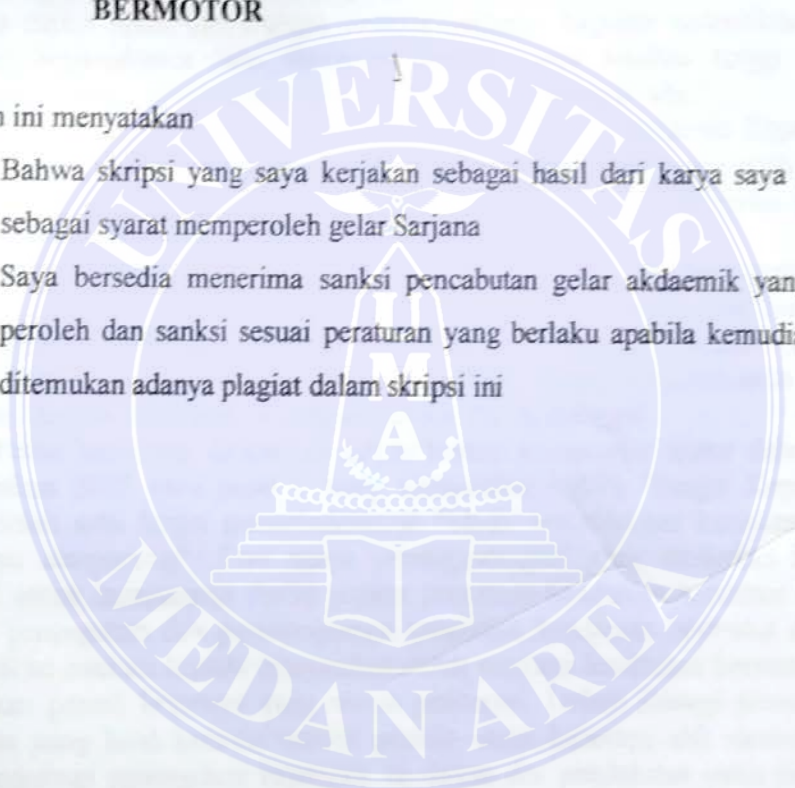 BERMOTOR
ini menyatakan
Bahwa skripsi yang saya kerjakan sebagai hasil dari karya saya
sebagai syarat memperoleh gelar Sarjana
Saya bersedia menerima sanksi pencabutan gelar akdaemik yan
peroleh dan sanksi sesuai peraturan yang berlaku apabila kemudi
ditemukan adanya plagiat dalam skripsi ini
UNIVERSITAS
UMA
MEDAN AREA